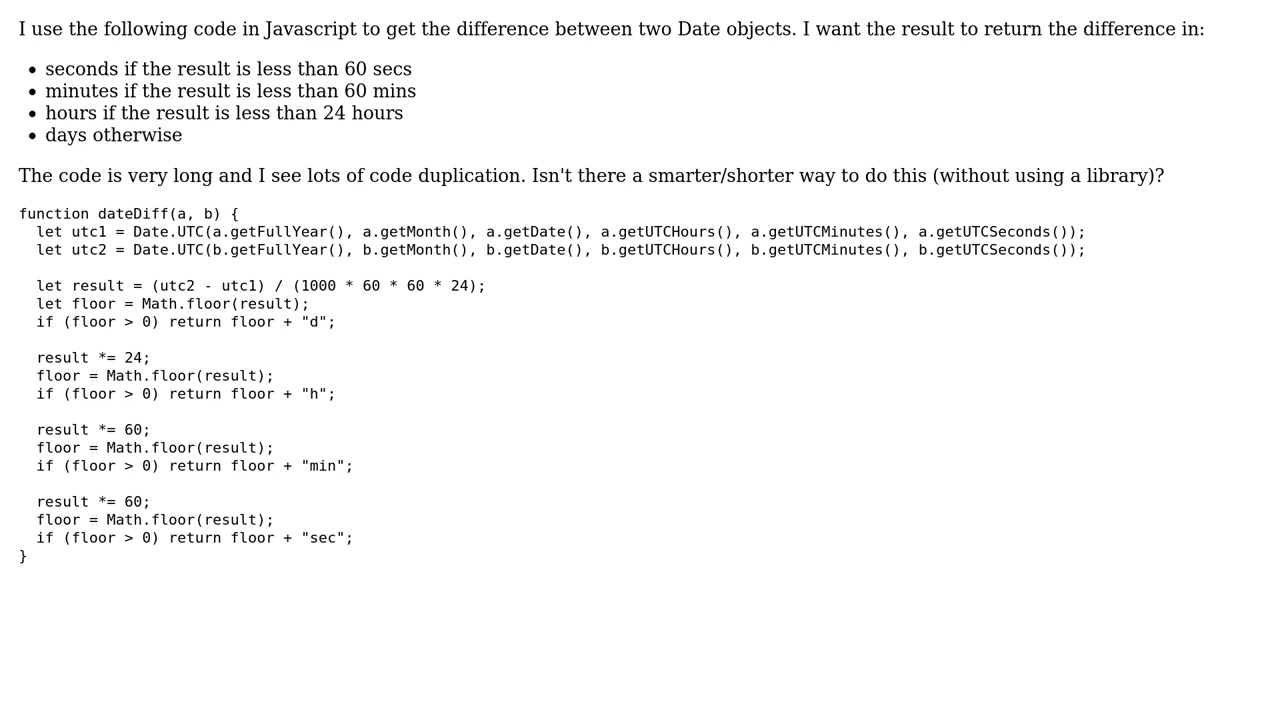 I use the following code in Javascript to get the difference between two Date objects. I want the result to return the difference in:
• seconds if the result is less than 60 secs
• minutes if the result is less than 60 mins
• hours if the result is less than 24 hours
• days otherwise
The code is very long and I see lots of code duplication. Isn't there a smarter/shorter way to do this (without using a library)?
function dateDiff(a, b) {
  let utc1 = Date.UTC(a.getFullYear(), a.getMonth(), a.getDate(), a.getUTCHours(), a.getUTCMinutes(), a.getUTCSeconds());
  let utc2 = Date.UTC(b.getFullYear(), b.getMonth(), b.getDate(), b.getUTCHours(), b.getUTCMinutes(), b.getUTCSeconds());

  let result = (utc2 - utc1) / (1000 * 60 * 60 * 24);
  let floor = Math.floor(result);
  if (floor > 0) return floor + "d";

  result *= 24;
  floor = Math.floor(result);
  if (floor > 0) return floor + "h";

  result *= 60;
  floor = Math.floor(result);
  if (floor > 0) return floor + "min";

  result *= 60;
  floor = Math.floor(result);
  if (floor > 0) return floor + "sec";
}